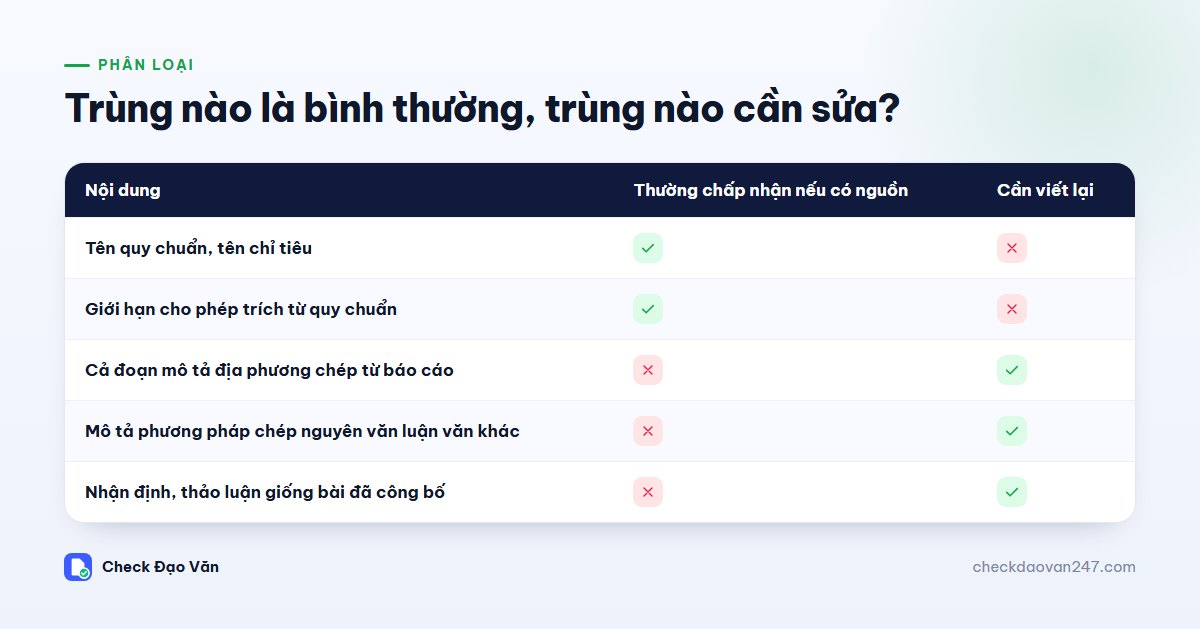 PHÂN LOẠI
Trùng nào là bình thường, trùng nào cần sửa?
Nội dung Thường chấp nhận nếu có nguồn Cần viết lại
Tên quy chuẩn, tên chỉ tiêu ✓ ✕
Giới hạn cho phép trích từ quy chuẩn ✓ ✕
Cả đoạn mô tả địa phương chép từ báo cáo ✕ ✓
Mô tả phương pháp chép nguyên văn luận văn khác ✕ ✓
Nhận định, thảo luận giống bài đã công bố ✕ ✓
Check Đạo Văn checkdaovan247.com